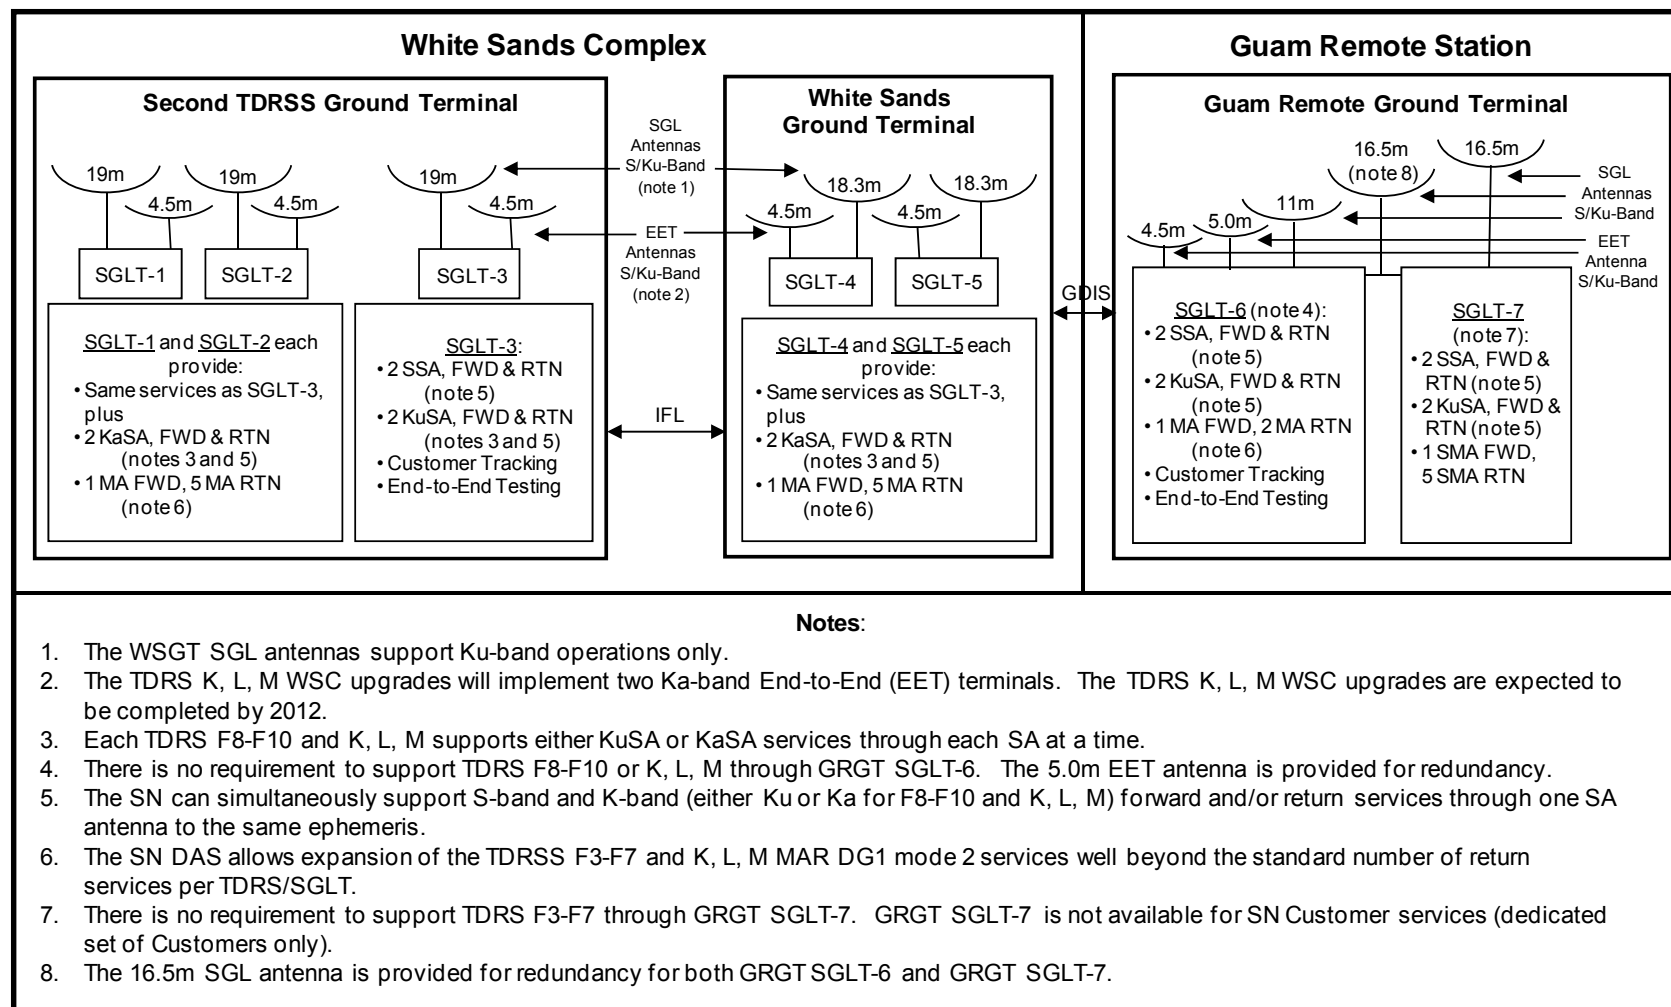 White Sands Complex
Guam Remote Station
Second TDRSS Ground Terminal
19m
4.5m
19m
4.5m
19m
4.5m
SGLT-1
SGLT-2
SGLT-3
SGLT-1 and SGLT-2 each
provide:
• Same services as SGLT-3,
plus
• 2 KaSA, FWD & RTN
(notes 3 and 5)
• 1 MA FWD, 5 MA RTN
(note 6)
SGLT-3:
• 2 SSA, FWD & RTN
(note 5)
• 2 KuSA, FWD & RTN
(notes 3 and 5)
• Customer Tracking
• End-to-End Testing
SGL
Antennas
S/Ku-Band
(note 1)
EET
Antennas
S/Ku-Band
(note 2)
IFL
White Sands
Ground Terminal
4.5m
18.3m
4.5m
18.3m
SGLT-4
SGLT-5
SGLT-4 and SGLT-5 each
provide:
• Same services as SGLT-3,
plus
• 2 KaSA, FWD & RTN
(notes 3 and 5)
• 1 MA FWD, 5 MA RTN
(note 6)
GDIS
Guam Remote Ground Terminal
4.5m
5.0m
11m
16.5m
(note 8)
16.5m
SGL
Antennas
S/Ku-Band
EET
Antenna
S/Ku-Band
SGLT-6 (note 4):
• 2 SSA, FWD & RTN
(note 5)
• 2 KuSA, FWD & RTN
(note 5)
• 1 MA FWD, 2 MA RTN
(note 6)
• Customer Tracking
• End-to-End Testing
SGLT-7
(note 7):
• 2 SSA, FWD &
RTN (note 5)
• 2 KuSA, FWD &
RTN (note 5)
• 1 SMA FWD,
5 SMA RTN
Notes:
1. The WSGT SGL antennas support Ku-band operations only.
2. The TDRS K, L, M WSC upgrades will implement two Ka-band End-to-End (EET) terminals. The TDRS K, L, M WSC upgrades are expected to
be completed by 2012.
3. Each TDRS F8-F10 and K, L, M supports either KuSA or KaSA services through each SA at a time.
4. There is no requirement to support TDRS F8-F10 or K, L, M through GRGT SGLT-6. The 5.0m EET antenna is provided for redundancy.
5. The SN can simultaneously support S-band and K-band (either Ku or Ka for F8-F10 and K, L, M) forward and/or return services through one SA
antenna to the same ephemeris.
6. The SN DAS allows expansion of the TDRSS F3-F7 and K, L, M MAR DG1 mode 2 services well beyond the standard number of return
services per TDRS/SGLT.
7. There is no requirement to support TDRS F3-F7 through GRGT SGLT-7. GRGT SGLT-7 is not available for SN Customer services (dedicated
set of Customers only).
8. The 16.5m SGL antenna is provided for redundancy for both GRGT SGLT-6 and GRGT SGLT-7.